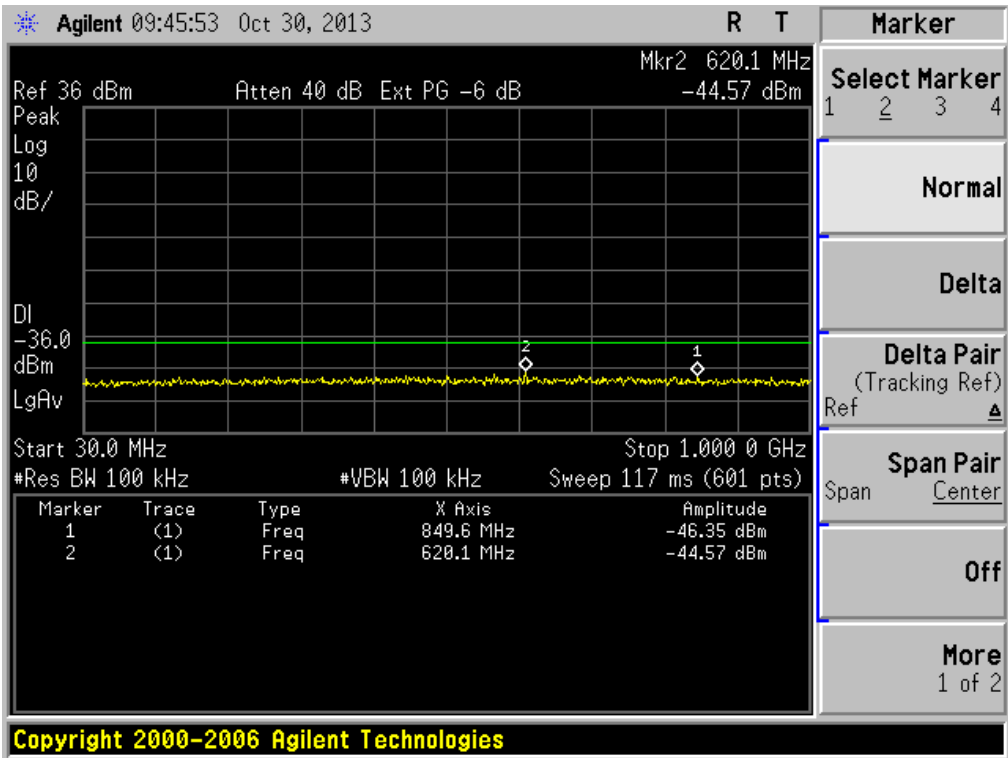 Agilent 09:45:53 Oct 30, 2013 R T
Marker
Mkr2 620.1 MHz
Ref 36 dBm Atten 40 dB Ext PG -6 dB -44.57 dBm
Peak
Log
10
dB/
DI
-36.0
dBm
LgAv
2
1
Start 30.0 MHz Stop 1.000 0 GHz
#Res BW 100 kHz #VBW 100 kHz Sweep 117 ms (601 pts)
Marker Trace Type X Axis Amplitude
1 (1) Freq 849.6 MHz -46.35 dBm
2 (1) Freq 620.1 MHz -44.57 dBm
Select Marker
1 2 3 4
Normal
Delta
Delta Pair
(Tracking Ref)
Ref Δ
Span Pair
Span Center
Off
More
1 of 2
Copyright 2000-2006 Agilent Technologies